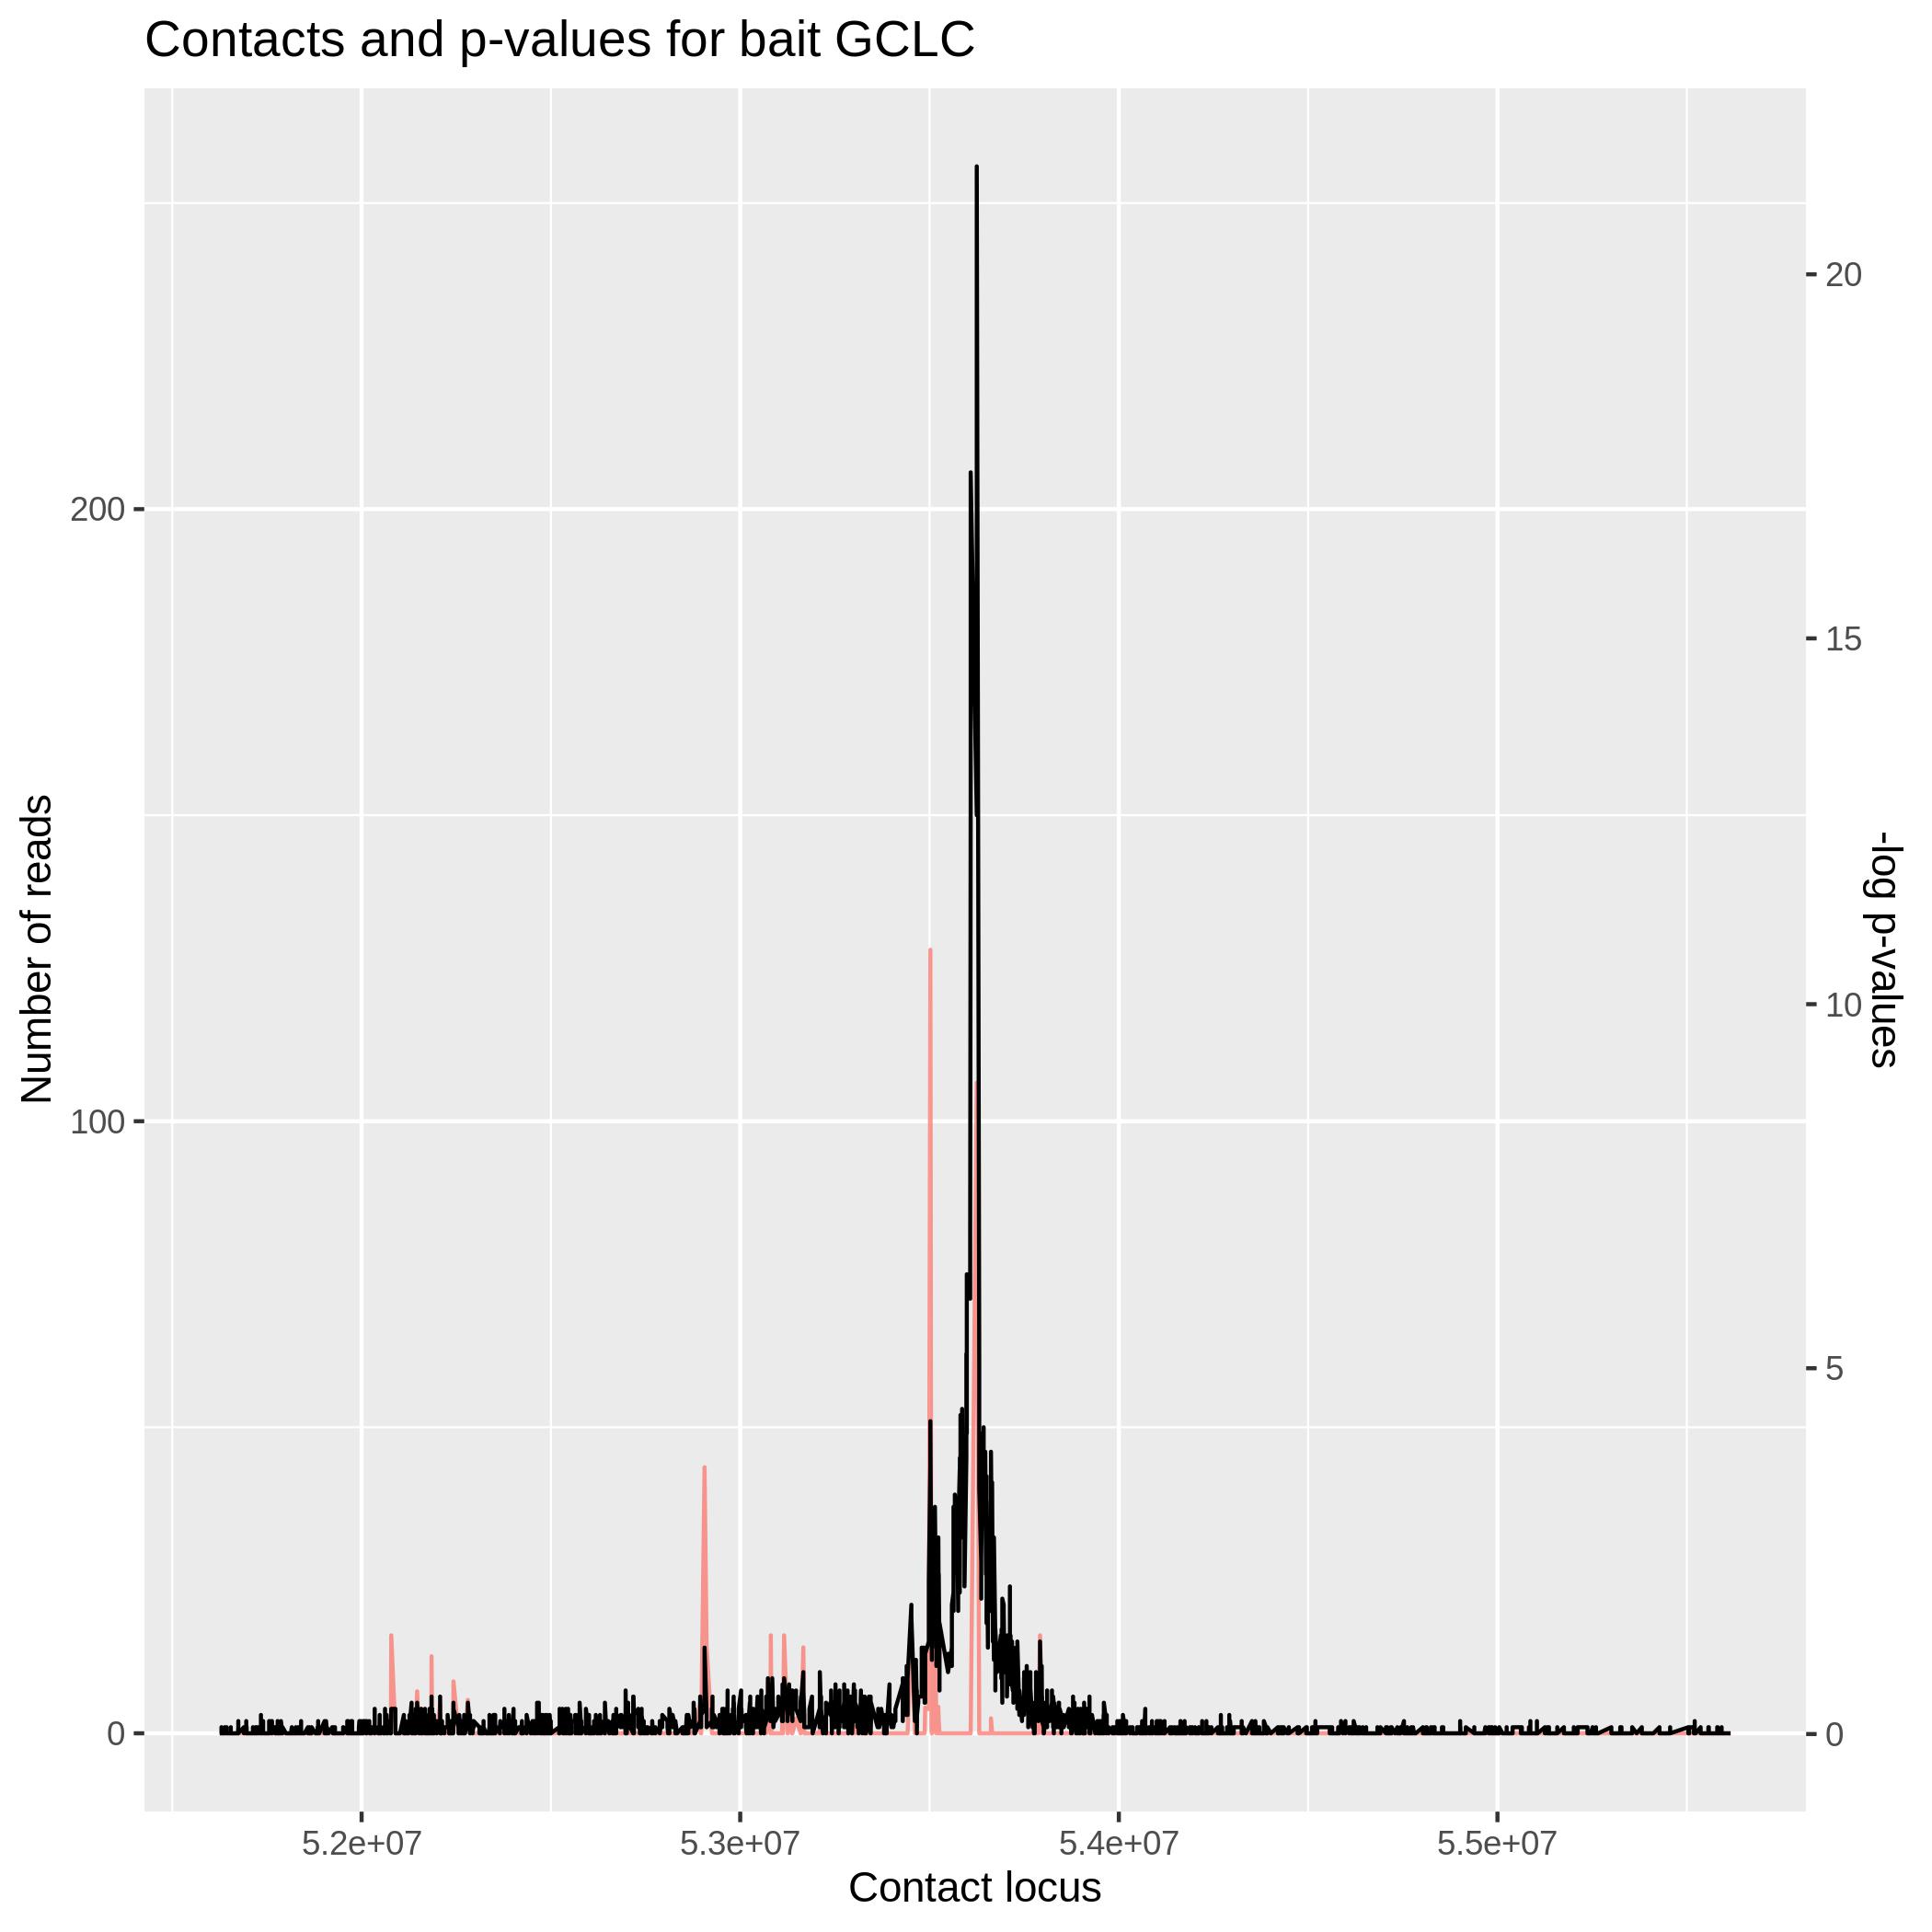 Contacts and p-values for bait GCLC
Number of reads
200
100
0
20
15
10
5
0
-log p-values
5.2e+07
5.3e+07
5.4e+07
5.5e+07
Contact locus